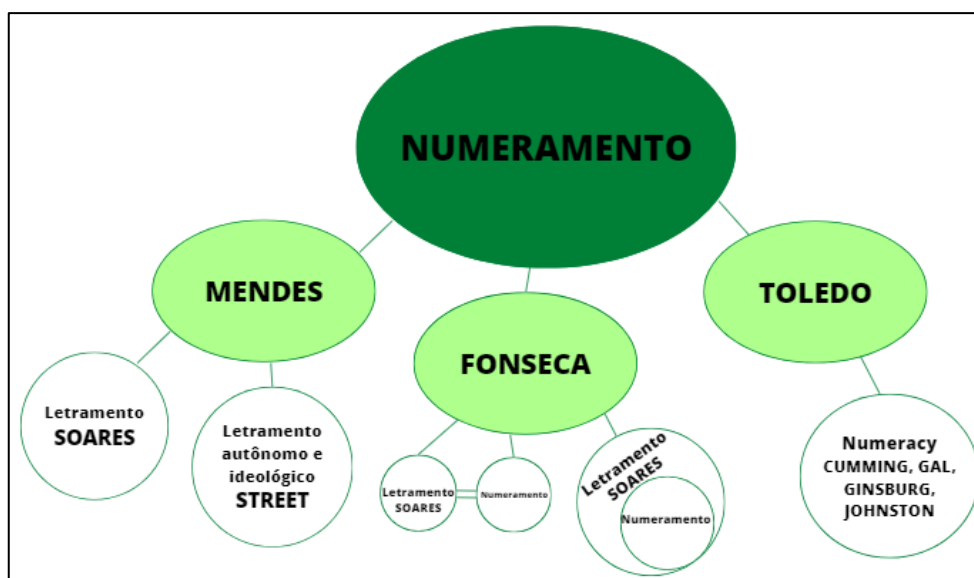 NUMERAMENTO
MENDES
TOLEDO
FONSECA
Letramento
SOARES
Letramento
autônomo e
ideológico
STREET
Letramento
SOARES
Numeramento
Letramento
SOARES
Numeramento
Numeracy
CUMMING, GAL,
GINSBURG,
JOHNSTON